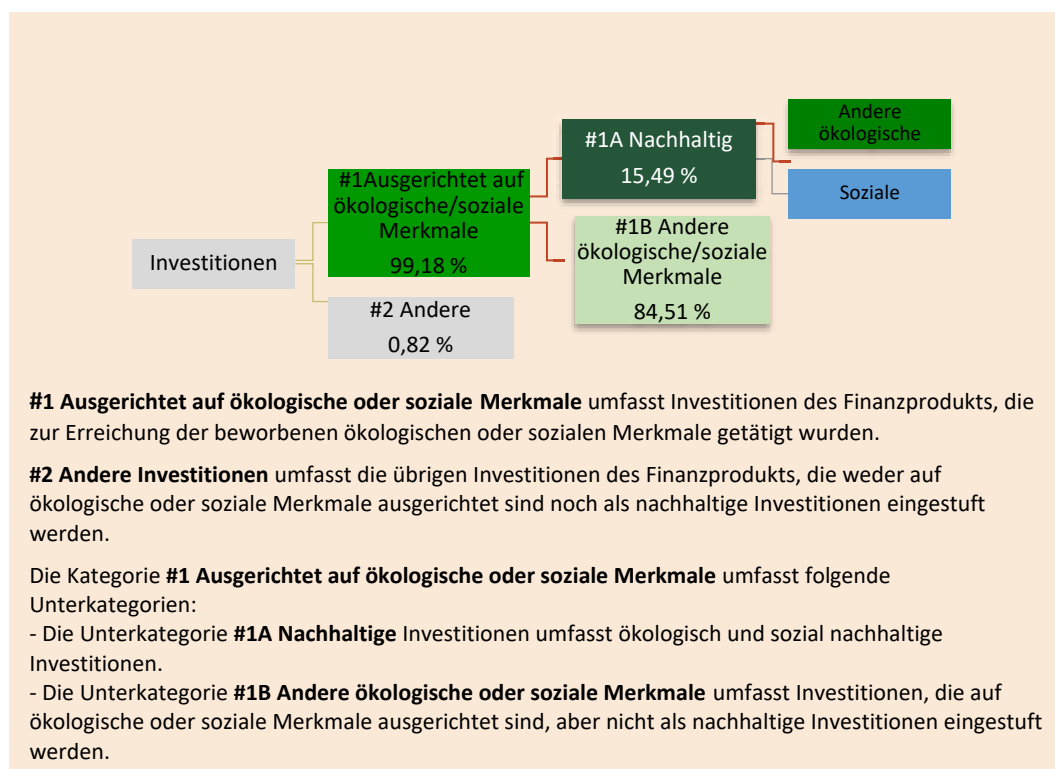 Andere
ökologische
#1A Nachhaltig
15,49 %
Soziale
#1Ausgerichtet auf
ökologische/soziale
Merkmale
99,18 %
#1B Andere
ökologische/soziale
Merkmale
84,51 %
Investitionen
#2 Andere
0,82 %
#1 Ausgerichtet auf ökologische oder soziale Merkmale umfasst Investitionen des Finanzprodukts, die
zur Erreichung der beworbenen ökologischen oder sozialen Merkmale getätigt wurden.
#2 Andere Investitionen umfasst die übrigen Investitionen des Finanzprodukts, die weder auf
ökologische oder soziale Merkmale ausgerichtet sind noch als nachhaltige Investitionen eingestuft
werden.
Die Kategorie #1 Ausgerichtet auf ökologische oder soziale Merkmale umfasst folgende
Unterkategorien:
- Die Unterkategorie #1A Nachhaltige Investitionen umfasst ökologisch und sozial nachhaltige
Investitionen.
- Die Unterkategorie #1B Andere ökologische oder soziale Merkmale umfasst Investitionen, die auf
ökologische oder soziale Merkmale ausgerichtet sind, aber nicht als nachhaltige Investitionen eingestuft
werden.